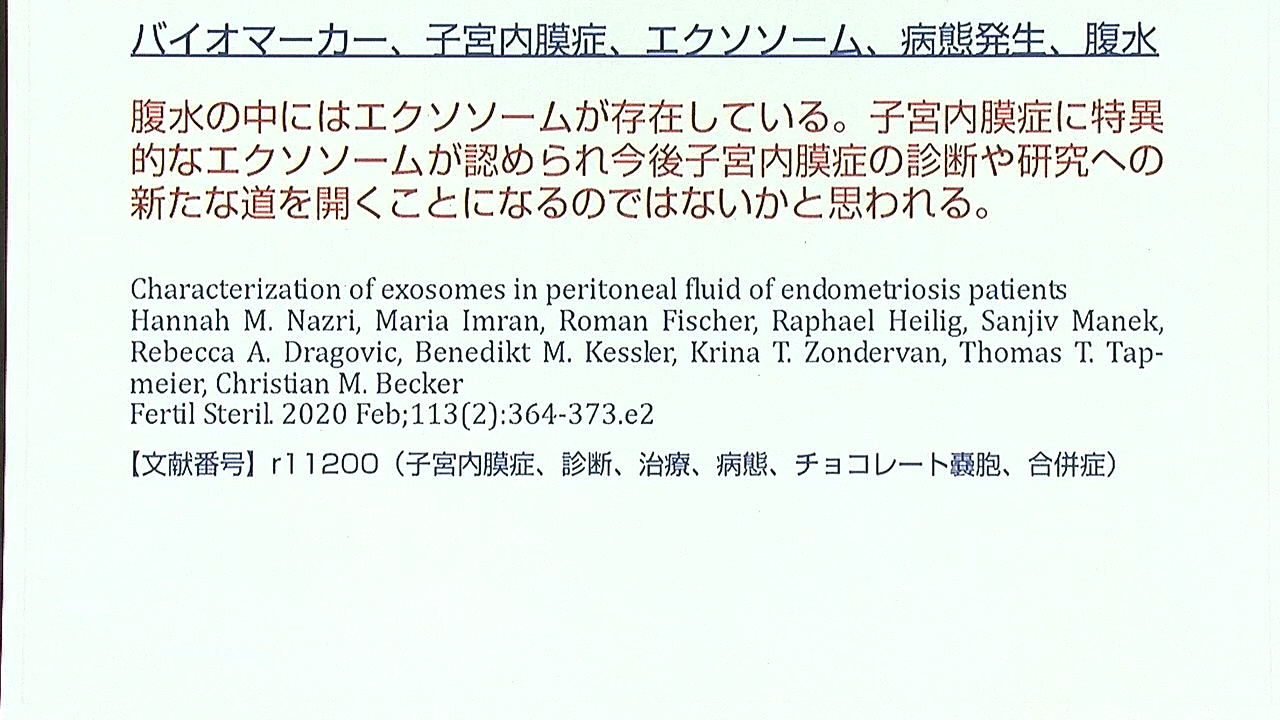 バイオマーカー、子宮内膜症、エクソソーム、病態発生、腹水
腹水の中にはエクソソームが存在している。子宮内膜症に特異
的なエクソソームが認められ今後子宮内膜症の診断や研究への
新たな道を開くことになるのではないかと思われる。
Characterization of exosomes in peritoneal fluid of endometriosis patients
Hannah M. Nazri, Maria Imran, Roman Fischer, Raphael Heilig, Sanjiv Manek,
Rebecca A. Dragovic, Benedikt M. Kessler, Krina T. Zondervan, Thomas T. Tap-
meier, Christian M. Becker
Fertil Steril. 2020 Feb;113(2):364-373.e2
【文献番号】r11200（子宮内膜症、診断、治療、病態、チョコレート嚢胞、合併症）